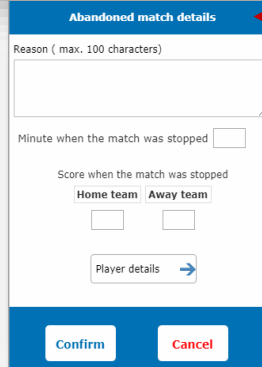 Abandoned match details
Reason ( max. 100 characters)
Minute when the match was stopped
Score when the match was stopped
Home team Away team
Player details
Confirm Cancel